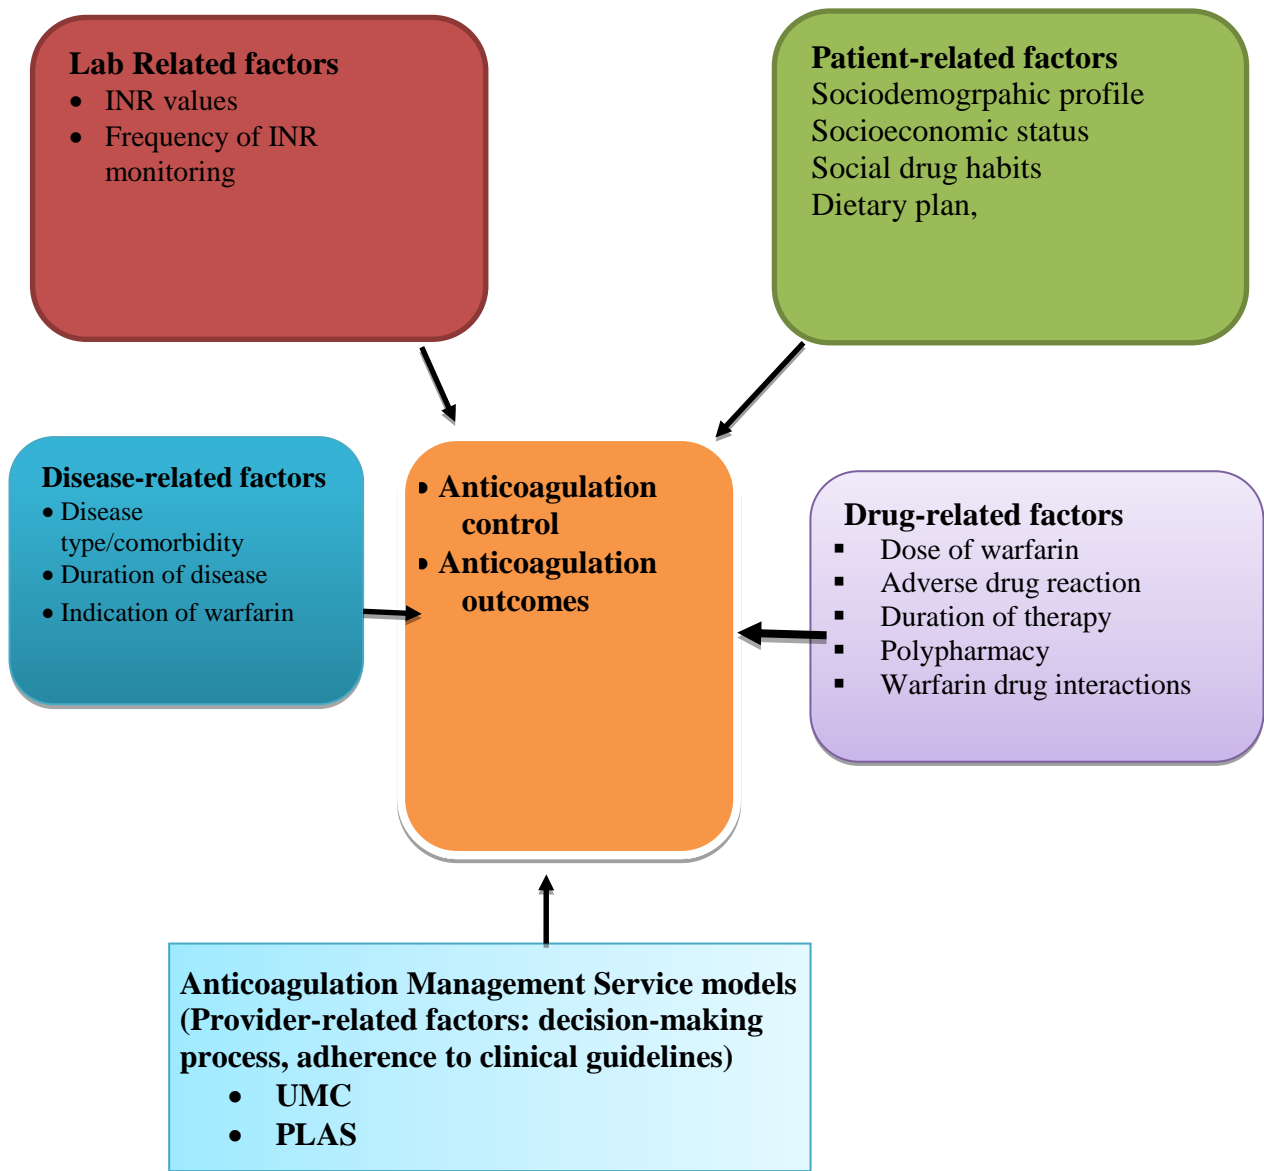 Lab Related factors
• INR values
• Frequency of INR
monitoring
Patient-related factors
Sociodemogrpahic profile
Socioeconomic status
Social drug habits
Dietary plan,
Disease-related factors
• Disease
type/comorbidity
• Duration of disease
• Indication of warfarin
• Anticoagulation
control
• Anticoagulation
outcomes
Drug-related factors
▪ Dose of warfarin
▪ Adverse drug reaction
▪ Duration of therapy
▪ Polypharmacy
▪ Warfarin drug interactions
Anticoagulation Management Service models
(Provider-related factors: decision-making
process, adherence to clinical guidelines)
• UMC
• PLAS